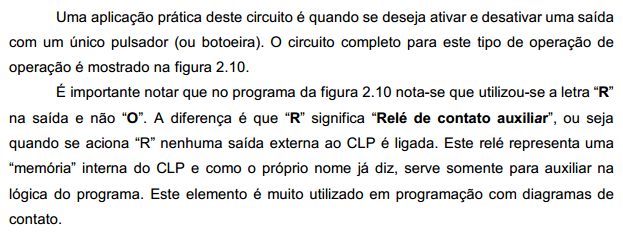 Uma aplicação prática deste circuito é quando se deseja ativar e desativar uma saída
com um único pulsador (ou botoeira). O circuito completo para este tipo de operação de
operação é mostrado na figura 2.10.
É importante notar que no programa da figura 2.10 nota-se que utilizou-se a letra “R”
na saída e não “O”. A diferença é que “R” significa “Relé de contato auxiliar”, ou seja
quando se aciona “R” nenhuma saída externa ao CLP é ligada. Este relé representa uma
“memória” interna do CLP e como o próprio nome já diz, serve somente para auxiliar na
lógica do programa. Este elemento é muito utilizado em programação com diagramas de
contato.